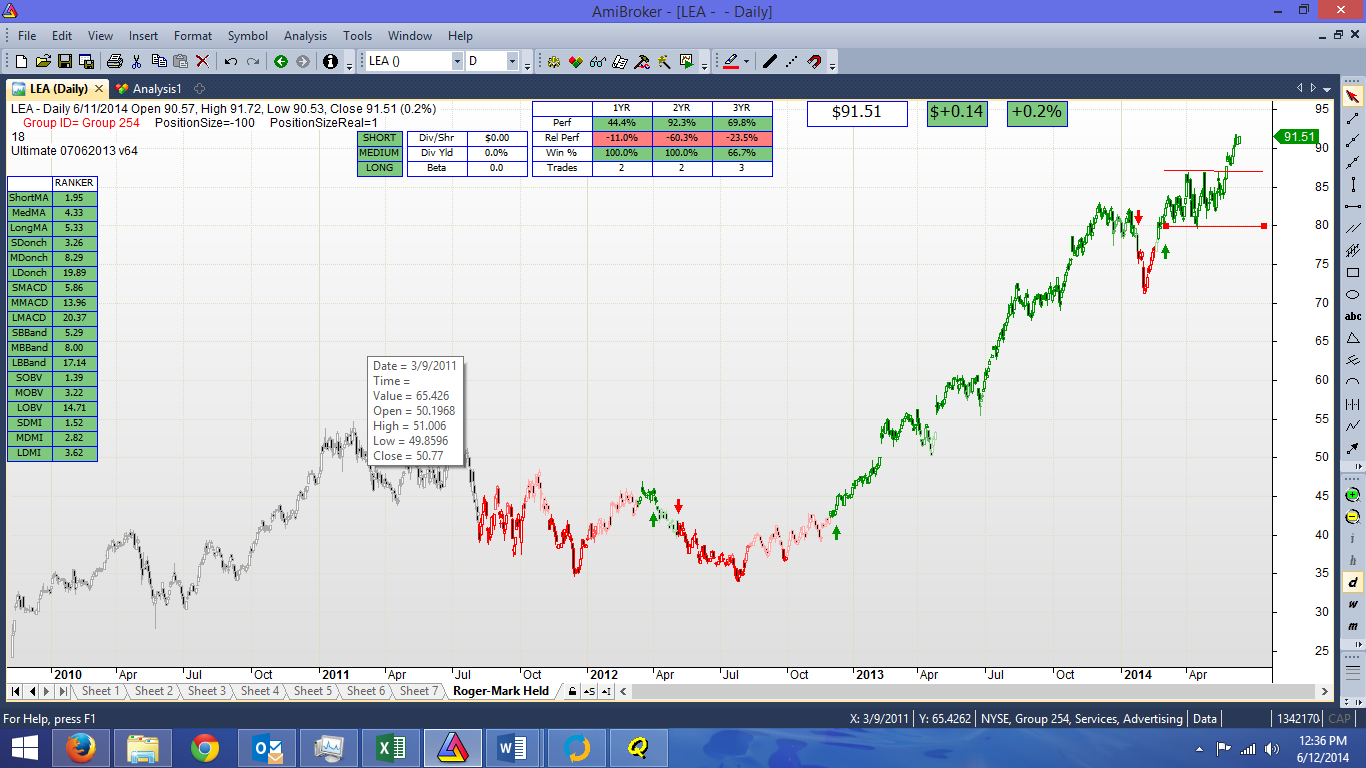 AmiBroker - [LEA - - Daily]
File Edit View Insert Format Symbol Analysis Tools Window Help
LEA () D
LEA (Daily) Analysis1
LEA - Daily 6/11/2014 Open 90.57, High 91.72, Low 90.53, Close 91.51 (0.2%)
Group ID= Group 254 PositionSize=-100 PositionSizeReal=1
18
Ultimate 07062013 v64
SHORT
MEDIUM
LONG
Div/Shr $0.00
Div Yld 0.0%
Beta 0.0
1YR 2YR 3YR
Perf 44.4% 92.3% 69.8%
Rel Perf -11.0% -60.3% -23.5%
Win % 100.0% 100.0% 66.7%
Trades 2 2 3
$91.51 $+0.14 +0.2%
RANKER
ShortMA 1.95
MedMA 4.33
LongMA 5.33
SDonch 3.26
MDonch 8.29
LDonch 19.89
SMACD 5.86
MMACD 13.96
LMACD 20.37
SBBand 5.29
MBBand 8.00
LBBand 17.14
SOBV 1.39
MOBV 3.22
LOBV 14.71
SDMI 1.52
MDMI 2.82
LDMI 3.62
Date = 3/9/2011
Time =
Value = 65.426
Open = 50.1968
High = 51.006
Low = 49.8596
Close = 50.77
95
91.51
90
85
80
75
70
65
60
55
50
45
40
35
30
25
abc
i
h
d
w
m
2010 Apr Jul Oct 2011 Apr Jul Oct 2012 Apr Jul Oct 2013 Apr Jul Oct 2014 Apr
Sheet 1 Sheet 2 Sheet 3 Sheet 4 Sheet 5 Sheet 6 Sheet 7 Roger-Mark Held
For Help, press F1 X: 3/9/2011 Y: 65.4262 NYSE, Group 254, Services, Advertising Data 1342170 CAP
12:36 PM
6/12/2014